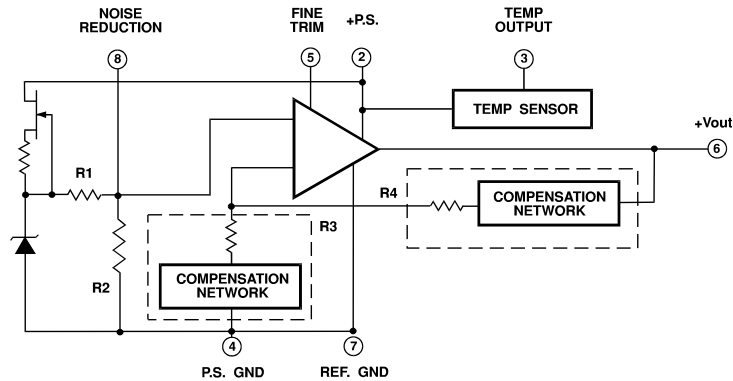 NOISE
REDUCTION
FINE
TRIM
+P.S.
TEMP
OUTPUT
8
5
2
3
TEMP SENSOR
+Vout
6
R1
R4
COMPENSATION
NETWORK
R3
R2
COMPENSATION
NETWORK
4
7
P.S. GND
REF. GND